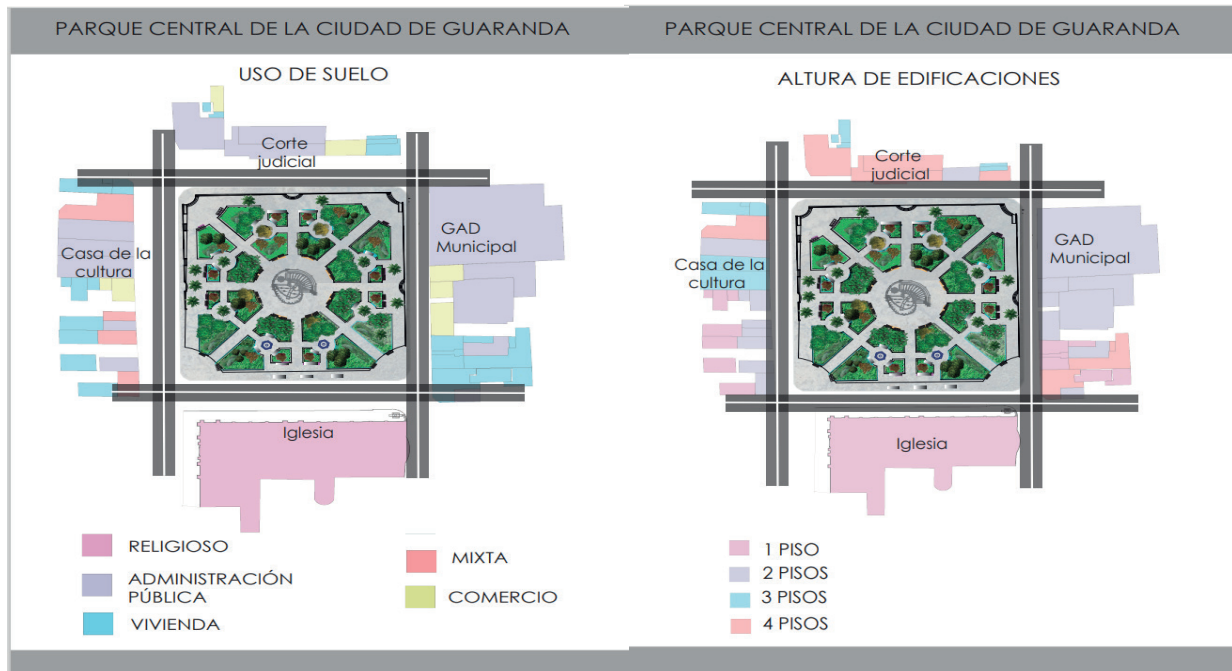 PARQUE CENTRAL DE LA CIUDAD DE GUARANDA
USO DE SUELO
Corte
judicial
GAD
Municipal
Casa de la
cultura
Iglesia
RELIGIOSO
ADMINISTRACIÓN
PÚBLICA
VIVIENDA
MIXTA
COMERCIO
PARQUE CENTRAL DE LA CIUDAD DE GUARANDA
ALTURA DE EDIFICACIONES
Corte
judicial
GAD
Municipal
Casa de la
cultura
Iglesia
1 PISO
2 PISOS
3 PISOS
4 PISOS